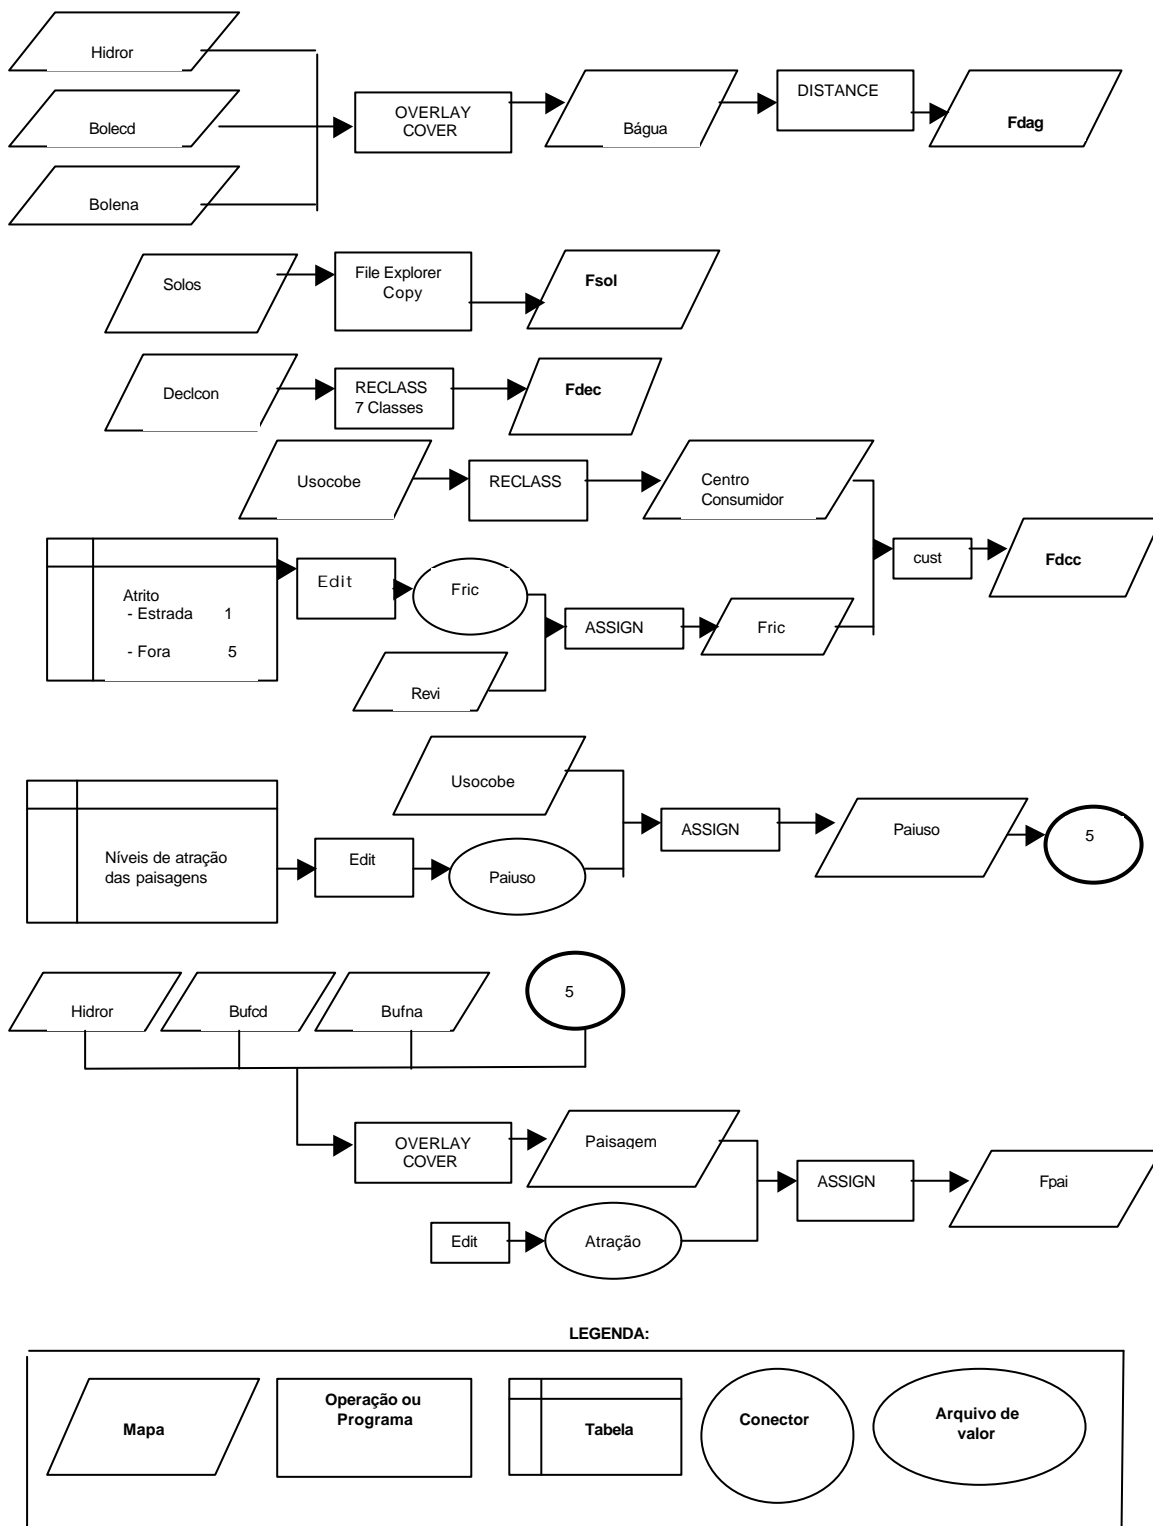 Hidror
Bolecd
OVERLAY
COVER
Bágua
DISTANCE
Fdag
Bolena
Solos
File Explorer
Copy
Fsol
Declcon
RECLASS
7 Classes
Fdec
Usocobe
RECLASS
Centro
Consumidor
Atrito
- Estrada 1
- Fora 5
Edit
Fric
Revi
ASSIGN
Fric
cust
Fdcc
Usocobe
Níveis de atração
das paisagens
Edit
Paiuso
ASSIGN
Paiuso
5
Hidror
Bufcd
Bufna
5
OVERLAY
COVER
Paisagem
Edit
Atração
ASSIGN
Fpai
LEGENDA:
Mapa
Operação ou
Programa
Tabela
Conector
Arquivo de
valor